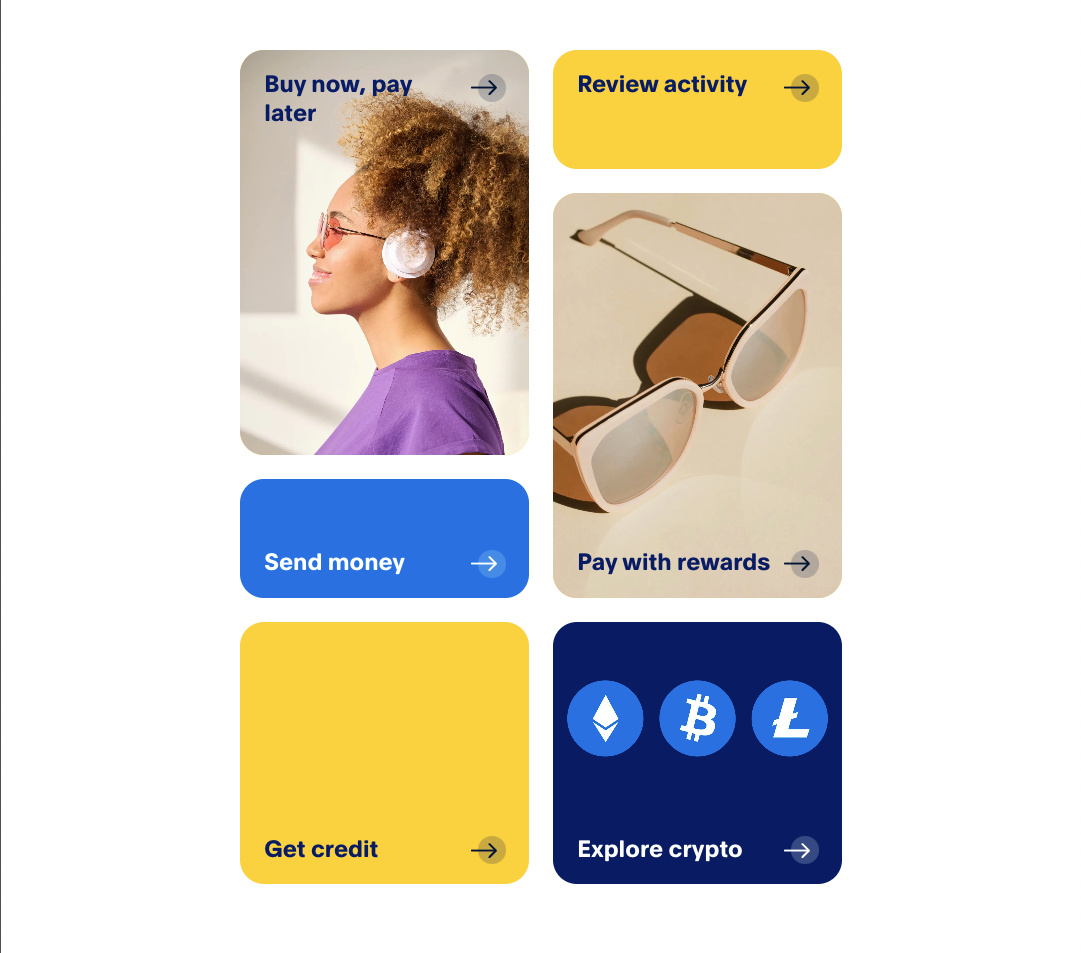 Buy now, pay
later
Review activity
Send money
Pay with rewards
Get credit
Explore crypto